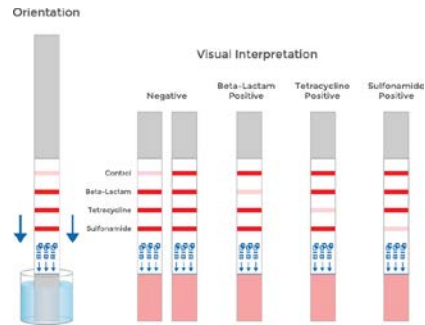 Orientation
Visual Interpretation
Negative
Beta-Lactam
Positive
Tetracycline
Positive
Sulfonamide
Positive
Control
Beta-Lactam
Tetracycline
Sulfonamide